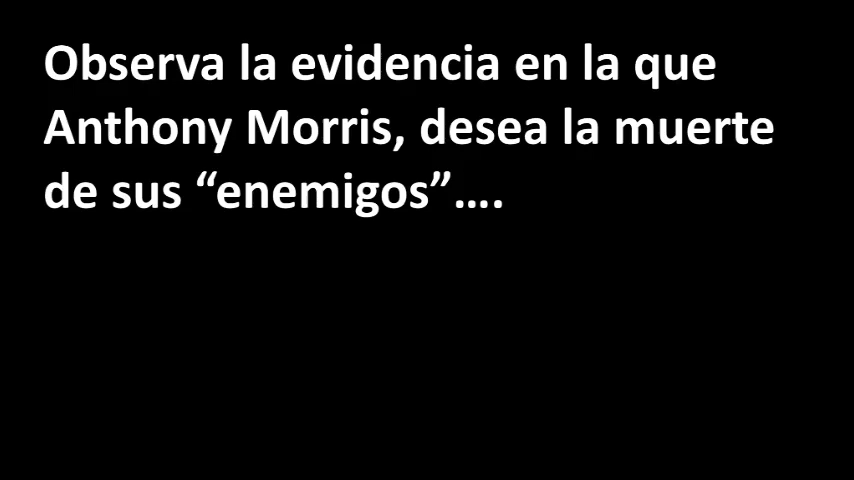 Observa la evidencia en la que
Anthony Morris, desea la muerte
de sus “enemigos”….